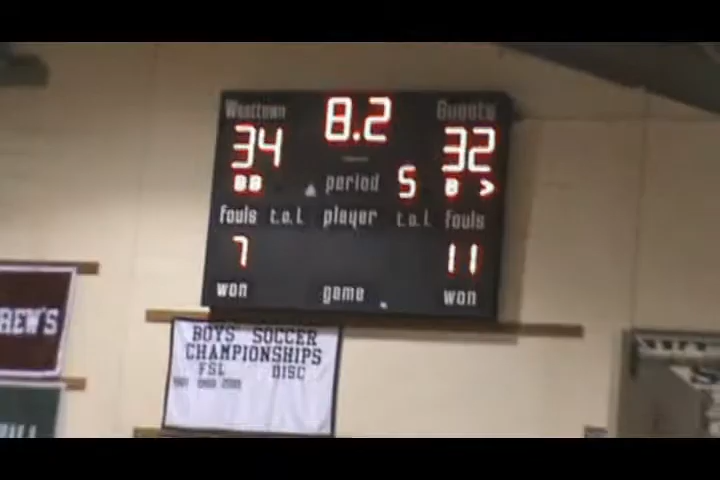 Westtown 8.2 Guests
34 32
BB period 5 B >
fouls t.o.l player t.o.l fouls
7 11
won game won
REW'S
BOYS' SOCCER
CHAMPIONSHIPS
FSL DISC